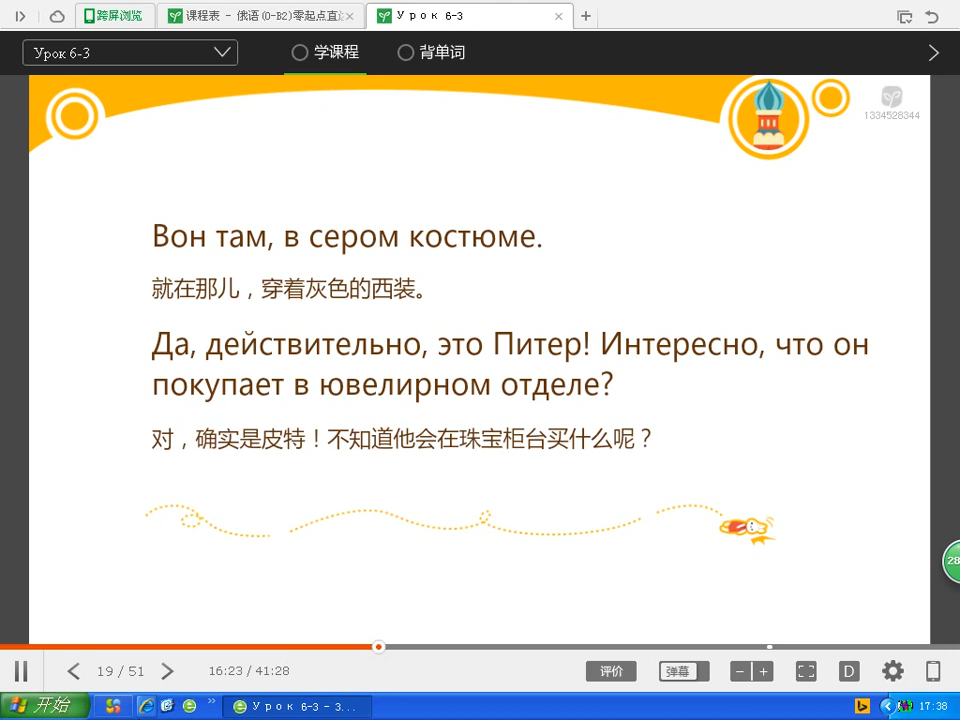 跨屏浏览
课程表 - 俄语(0-B2)零起点直
Урок 6-3
Урок 6-3
学课程
背单词
1334528344
Вон там, в сером костюме.
就在那儿，穿着灰色的西装。
Да, действительно, это Питер! Интересно, что он
покупает в ювелирном отделе?
对，确实是皮特！不知道他会在珠宝柜台买什么呢？
28
19 / 51
16:23 / 41:28
评价
弹幕
D
开始
Урок 6-3 - 3...
17:38